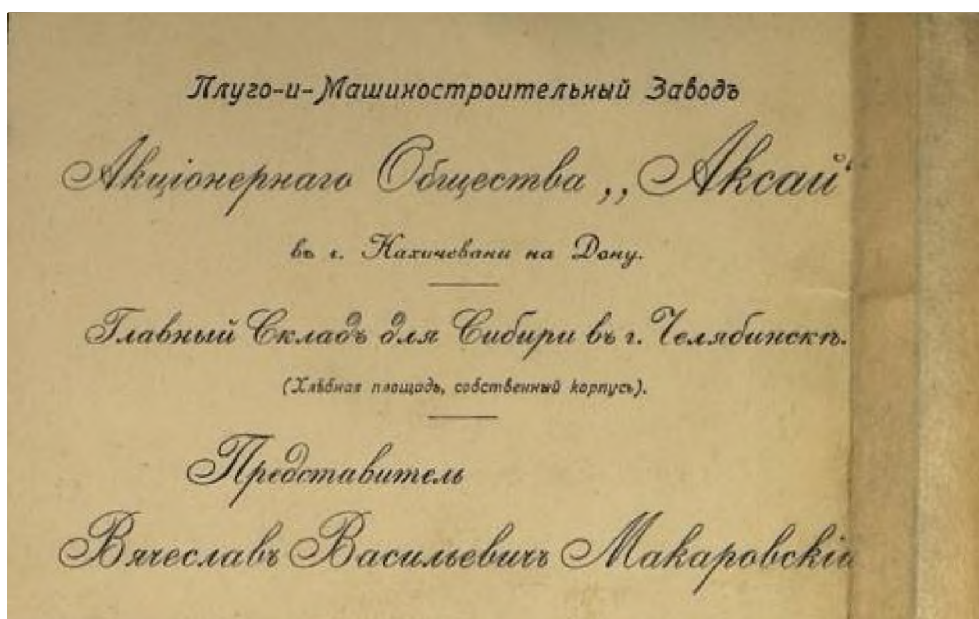 Плуго-и-Машиностроительный Заводъ
Акціонернаго Общества „Аксай“
въ г. Нахичевани на Дону.
Главный Складъ для Сибири въ г. Челябинскѣ.
(Хлѣбная площадь, собственный корпусъ).
Представитель
Вячеславъ Васильевичъ Макаровскій